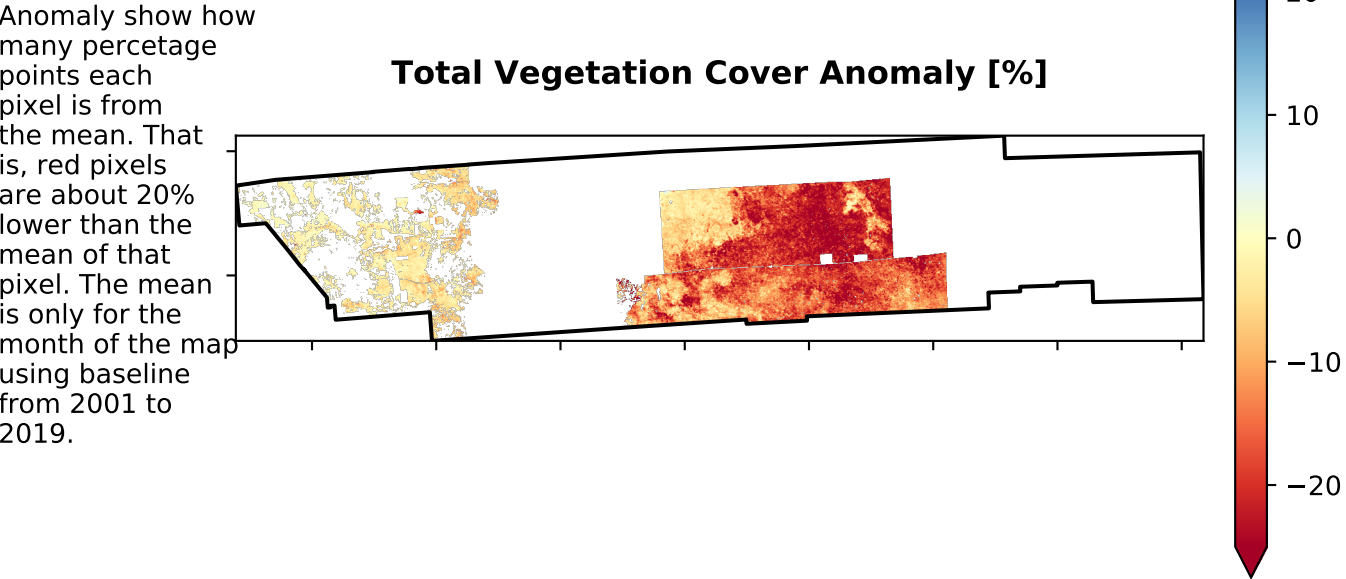 Anomaly show how
many percetage
points each
pixel is from
the mean. That
is, red pixels
are about 20%
lower than the
mean of that
pixel. The mean
is only for the
month of the map
using baseline
from 2001 to
2019.
Total Vegetation Cover Anomaly [%]
10
0
−10
−20